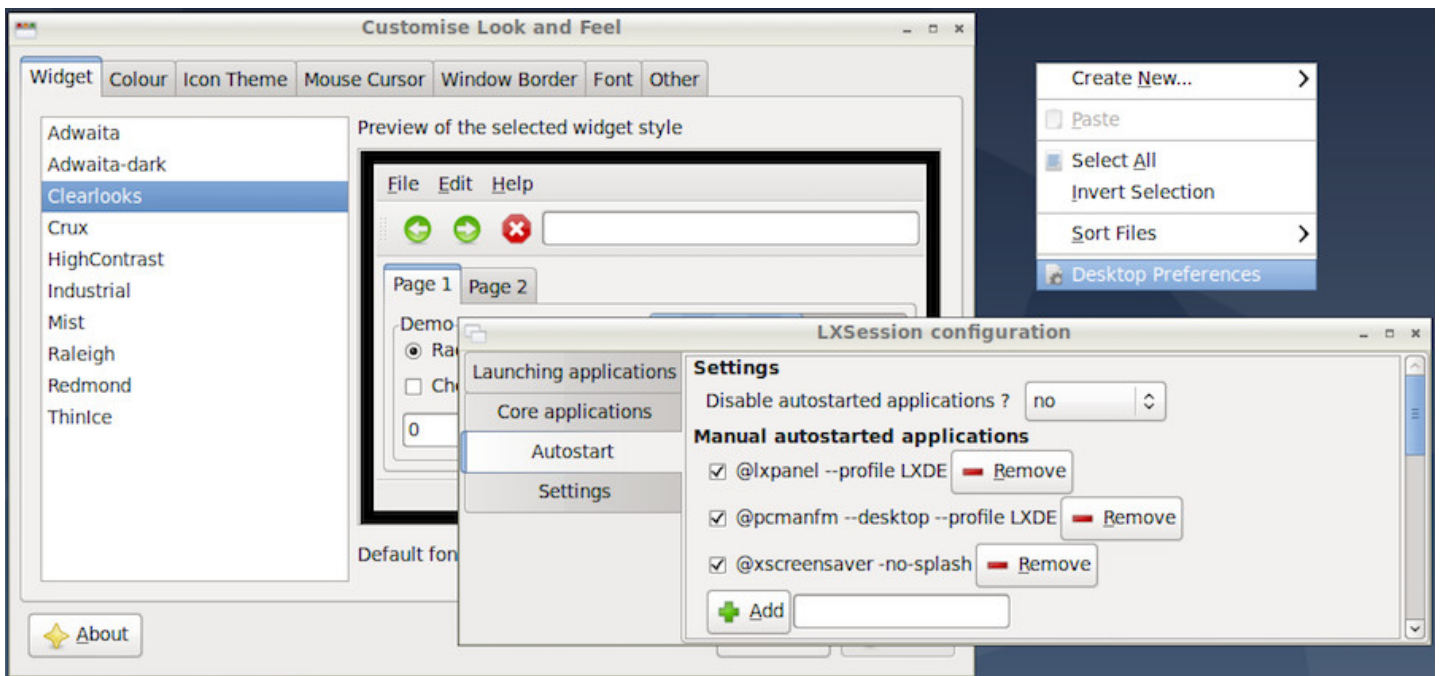 Customise Look and Feel
Widget Colour Icon Theme Mouse Cursor Window Border Font Other
Adwaita
Adwaita-dark
Clearlooks
Crux
HighContrast
Industrial
Mist
Raleigh
Redmond
ThinIce
Preview of the selected widget style
File Edit Help
Page 1 Page 2
Demo
0
Default fon
About
Create New...
Paste
Select All
Invert Selection
Sort Files
Desktop Preferences
LXSession configuration
Launching applications
Core applications
Autostart
Settings
Settings
Disable autostarted applications ? no
Manual autostarted applications
@lxpanel --profile LXDE Remove
@pcmanfm --desktop --profile LXDE Remove
@xscreensaver -no-splash Remove
Add